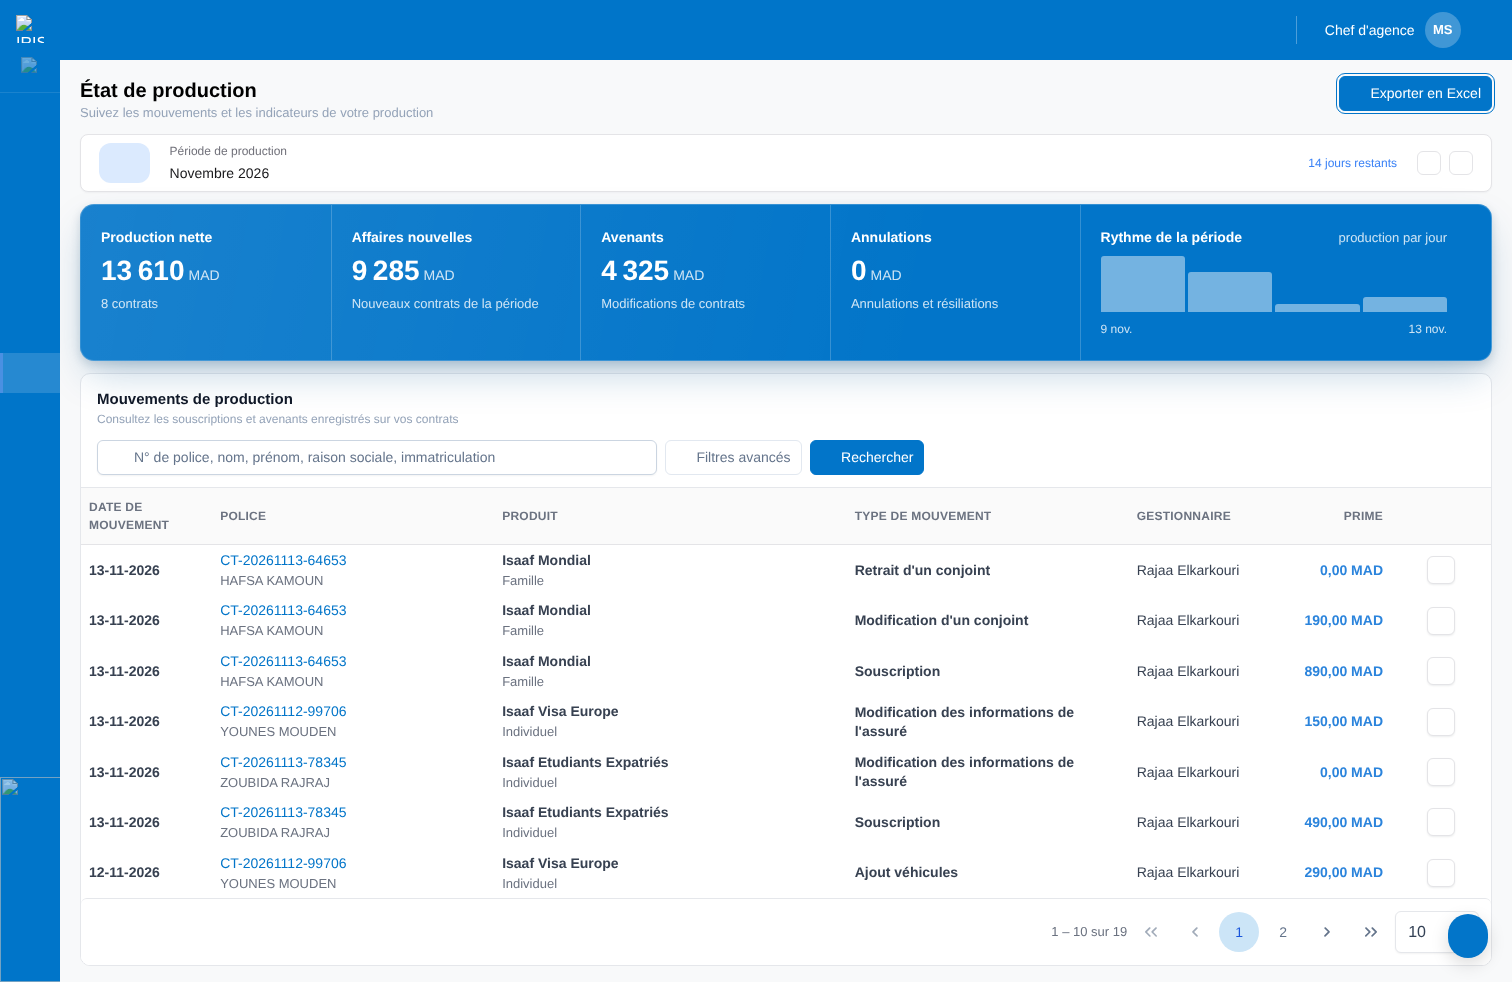 Chef d'agence
MS
État de production
Suivez les mouvements et les indicateurs de votre production
Exporter en Excel
Période de production
Novembre 2026
14 jours restants
Production nette
13 610 MAD
8 contrats
Affaires nouvelles
9 285 MAD
Nouveaux contrats de la période
Avenants
4 325 MAD
Modifications de contrats
Annulations
0 MAD
Annulations et résiliations
Rythme de la période
production par jour
9 nov.
13 nov.
Mouvements de production
Consultez les souscriptions et avenants enregistrés sur vos contrats
N° de police, nom, prénom, raison sociale, immatriculation
Filtres avancés
Rechercher
DATE DE MOUVEMENT POLICE PRODUIT TYPE DE MOUVEMENT GESTIONNAIRE PRIME
13-11-2026 CT-20261113-64653 Isaaf Mondial Retrait d'un conjoint Rajaa Elkarkouri 0,00 MAD
HAFSA KAMOUN Famille
13-11-2026 CT-20261113-64653 Isaaf Mondial Modification d'un conjoint Rajaa Elkarkouri 190,00 MAD
HAFSA KAMOUN Famille
13-11-2026 CT-20261113-64653 Isaaf Mondial Souscription Rajaa Elkarkouri 890,00 MAD
HAFSA KAMOUN Famille
13-11-2026 CT-20261112-99706 Isaaf Visa Europe Modification des informations de l'assuré Rajaa Elkarkouri 150,00 MAD
YOUNES MOUDEN Individuel
13-11-2026 CT-20261113-78345 Isaaf Etudiants Expatriés Modification des informations de l'assuré Rajaa Elkarkouri 0,00 MAD
ZOUBIDA RAJRAJ Individuel
13-11-2026 CT-20261113-78345 Isaaf Etudiants Expatriés Souscription Rajaa Elkarkouri 490,00 MAD
ZOUBIDA RAJRAJ Individuel
12-11-2026 CT-20261112-99706 Isaaf Visa Europe Ajout véhicules Rajaa Elkarkouri 290,00 MAD
YOUNES MOUDEN Individuel
1 – 10 sur 19
1
2
10